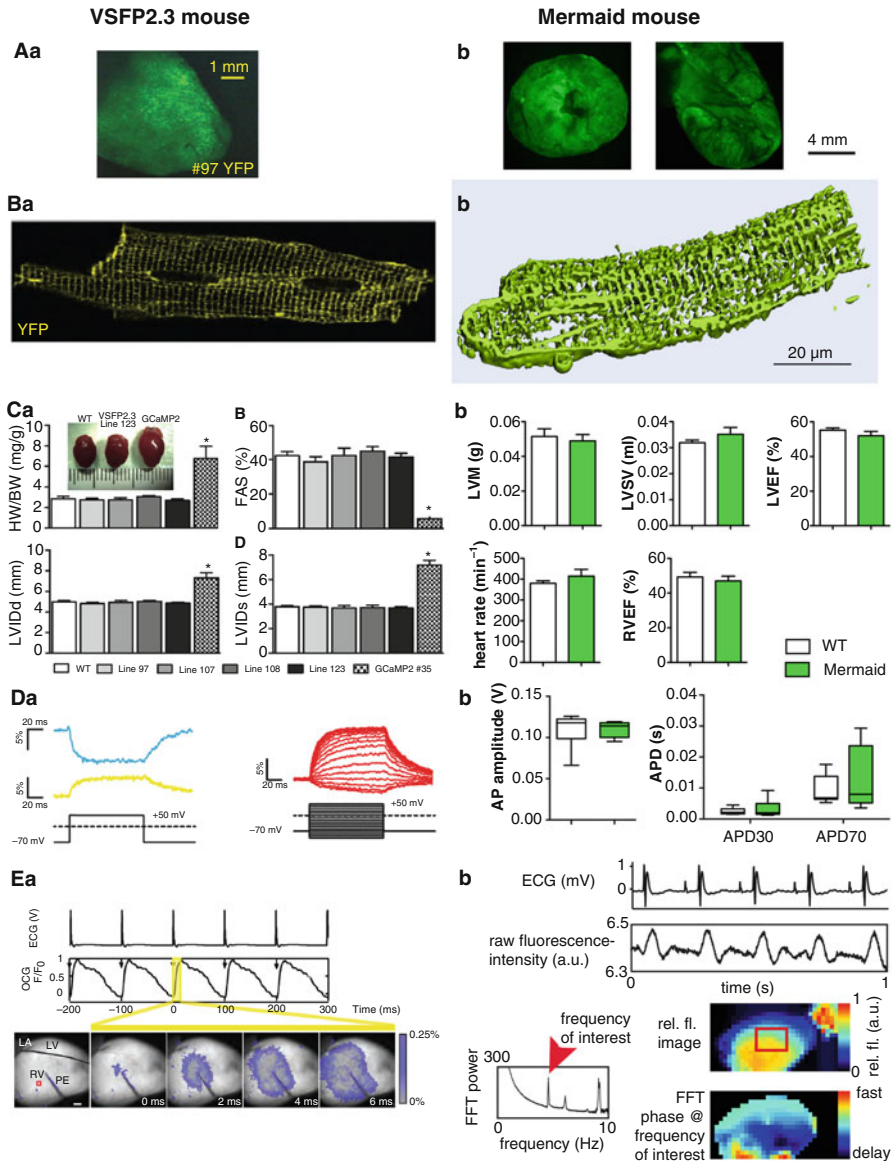 VSFP2.3 mouse
Mermaid mouse
Aa
1 mm
#97 YFP
b
4 mm
Ba
YFP
b
20 µm
Ca
HW/BW (mg/g)
10
8
6
4
2
0
WT
VSFP2.3
Line 123
GCaMP2
*
B
FAS (%)
80
40
0
*
LVIDd (mm)
10
8
6
4
2
0
*
D
LVIDs (mm)
8
4
0
*
WT
Line 97
Line 107
Line 108
Line 123
GCaMP2 #35
b
LVM (g)
0.06
0.04
0.02
0.00
LVSV (ml)
0.04
0.03
0.02
0.01
0.00
LVEF (%)
60
40
20
0
heart rate (min⁻¹)
400
300
200
100
0
RVEF (%)
60
40
20
0
WT
Mermaid
Da
20 ms
5%
5%
20 ms
+50 mV
−70 mV
5%
20 ms
+50 mV
−70 mV
b
AP amplitude (V)
0.15
0.10
0.05
0.00
APD (s)
0.04
0.03
0.02
0.01
0.00
APD30
APD70
Ea
ECG (V)
OCG
F/F0
1
0.5
0
−200
−100
0
100
200
300
Time (ms)
LA
LV
RV
PE
0 ms
2 ms
4 ms
6 ms
0.25%
0%
b
ECG (mV)
1
0
raw fluorescence-
intensity (a.u.)
6.5
6.3
0
time (s)
1
frequency
of interest
FFT power
300
0
10
frequency (Hz)
rel. fl.
image
1
0
rel. fl. (a.u.)
FFT
phase @
frequency
of interest
fast
delay